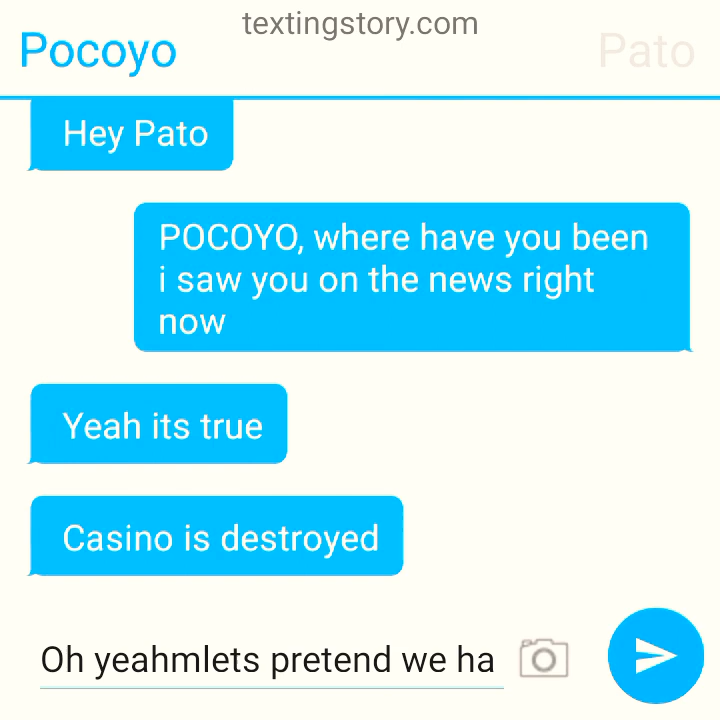 textingstory.com
Pocoyo
Pato
Hey Pato
POCOYO, where have you been
i saw you on the news right
now
Yeah its true
Casino is destroyed
Oh yeahmlets pretend we ha